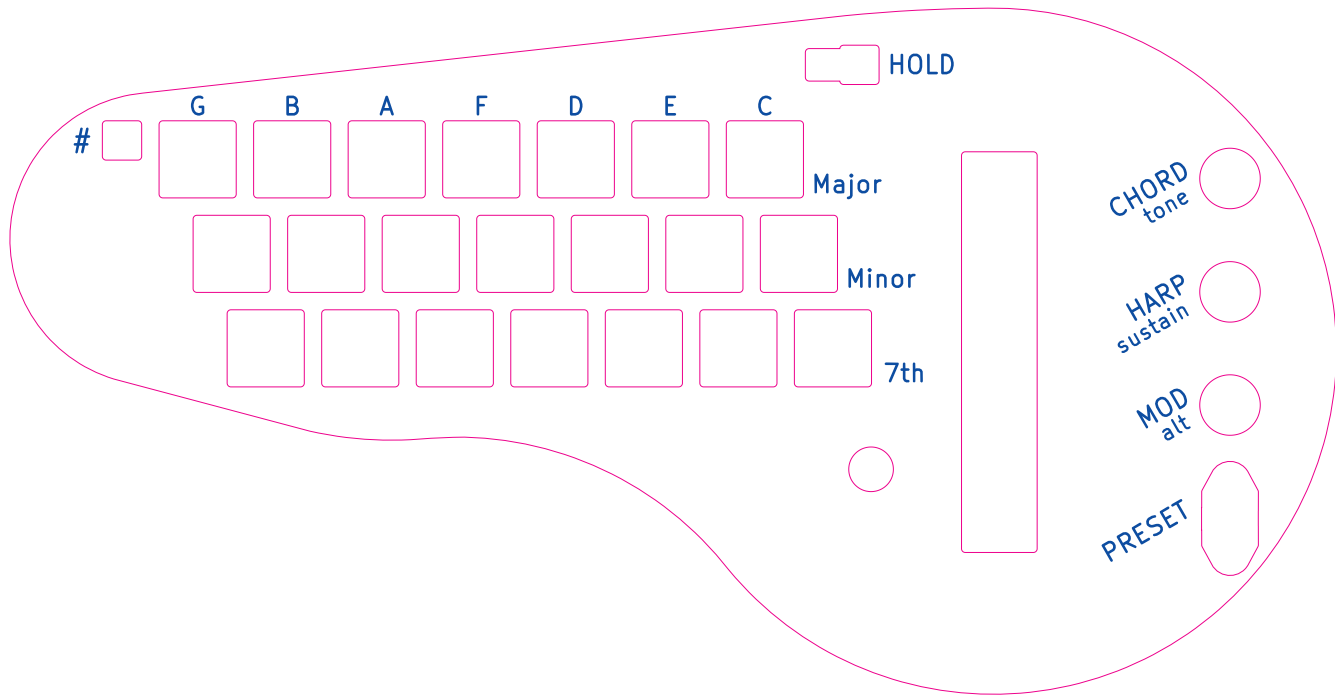 HOLD
G B A F D E C
#
Major
CHORD
tone
Minor
HARP
sustain
7th
MOD
alt
PRESET